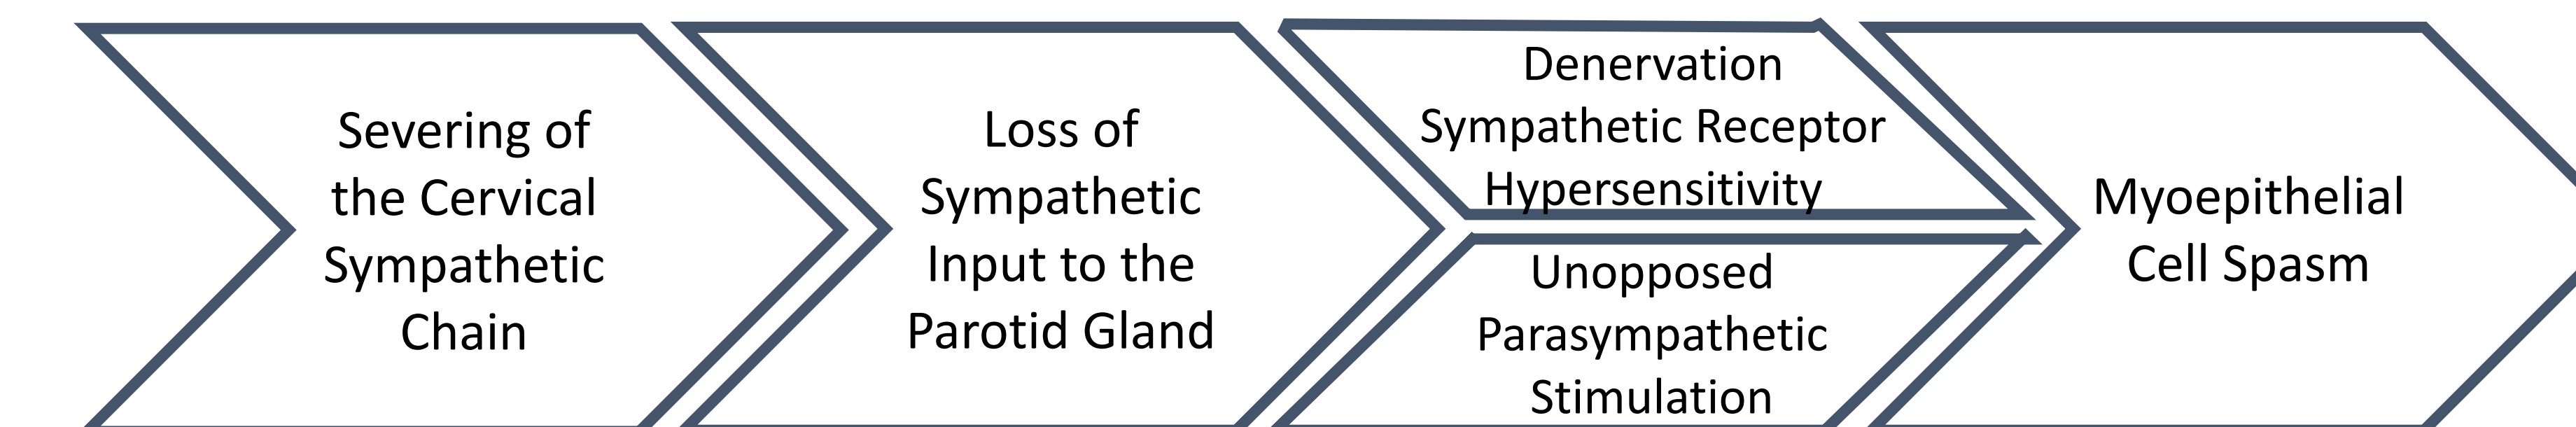 Severing of
the Cervical
Sympathetic
Chain
Loss of
Sympathetic
Input to the
Parotid Gland
Denervation
Sympathetic Receptor
Hypersensitivity
Unopposed
Parasympathetic
Stimulation
Myoepithelial
Cell Spasm